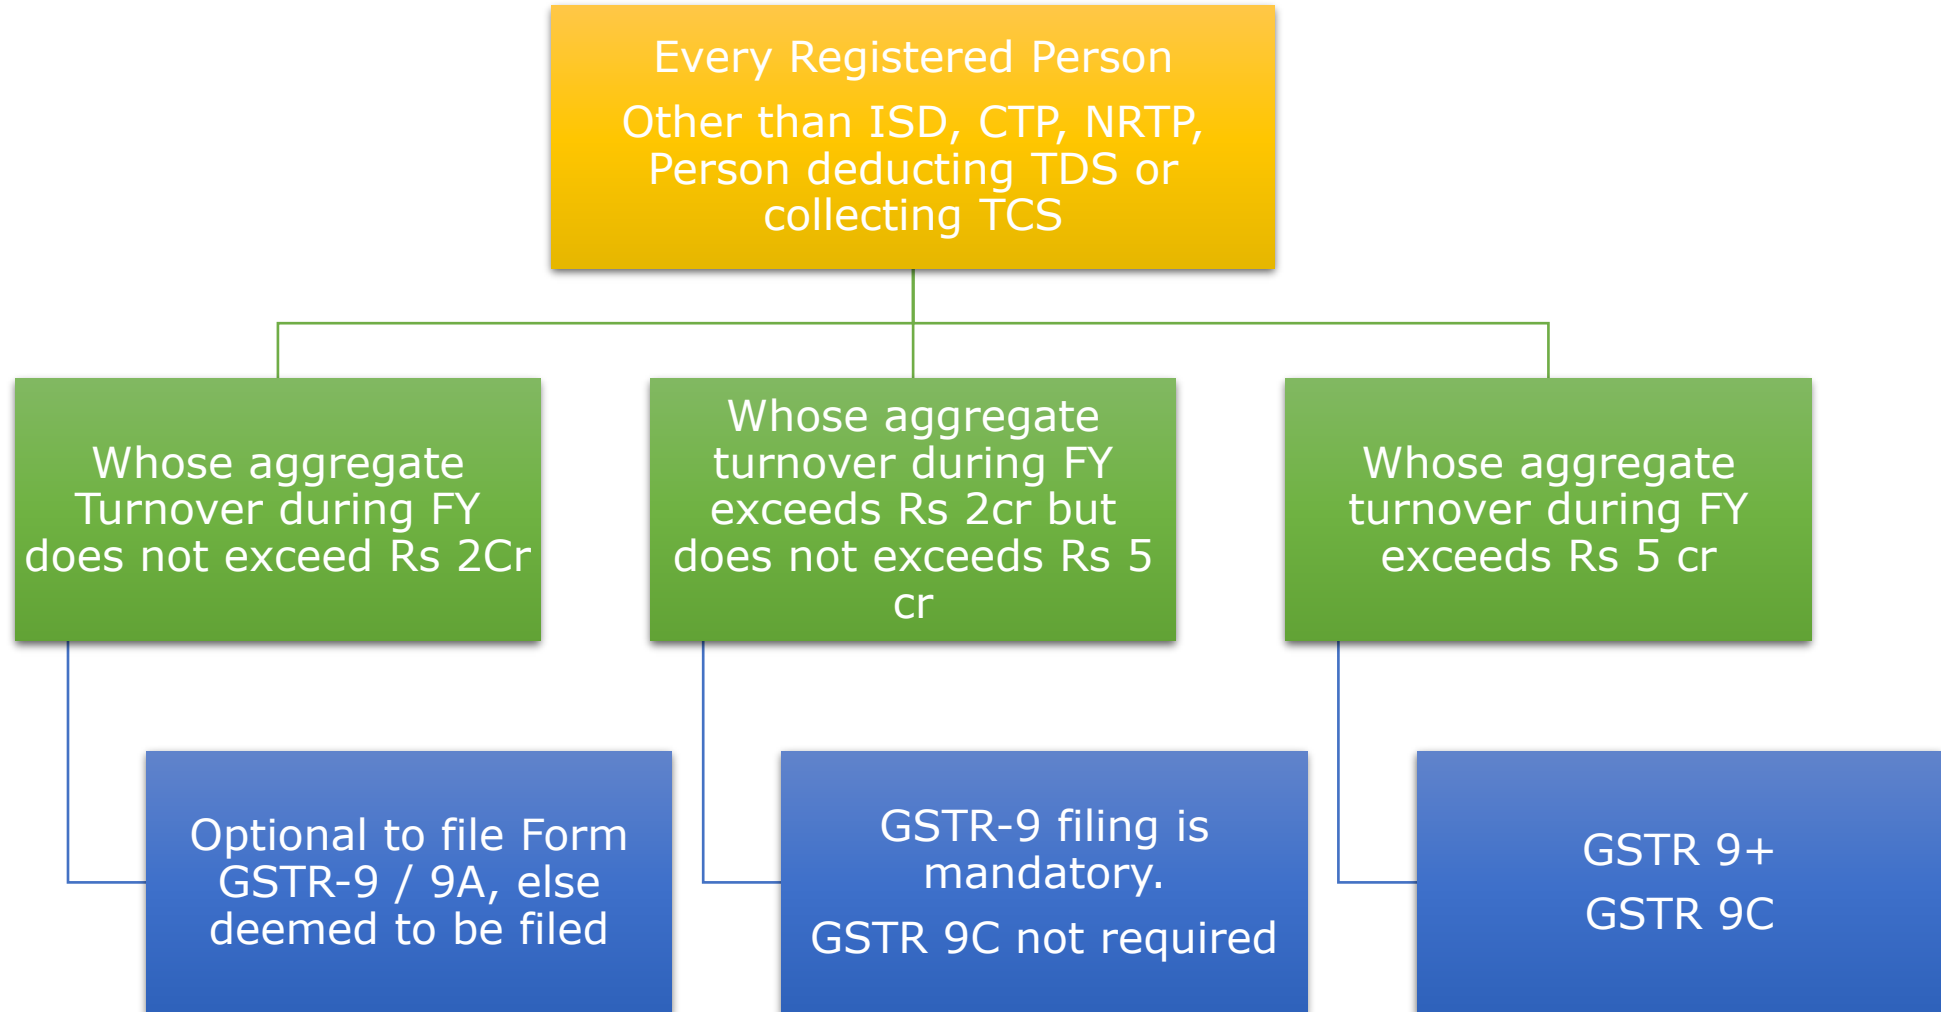 Every Registered Person
Other than ISD, CTP, NRTP,
Person deducting TDS or
collecting TCS
Whose aggregate
Turnover during FY
does not exceed Rs 2Cr
Whose aggregate
turnover during FY
exceeds Rs 2cr but
does not exceeds Rs 5
cr
Whose aggregate
turnover during FY
exceeds Rs 5 cr
Optional to file Form
GSTR-9 / 9A, else
deemed to be filed
GSTR-9 filing is
mandatory.
GSTR 9C not required
GSTR 9+
GSTR 9C